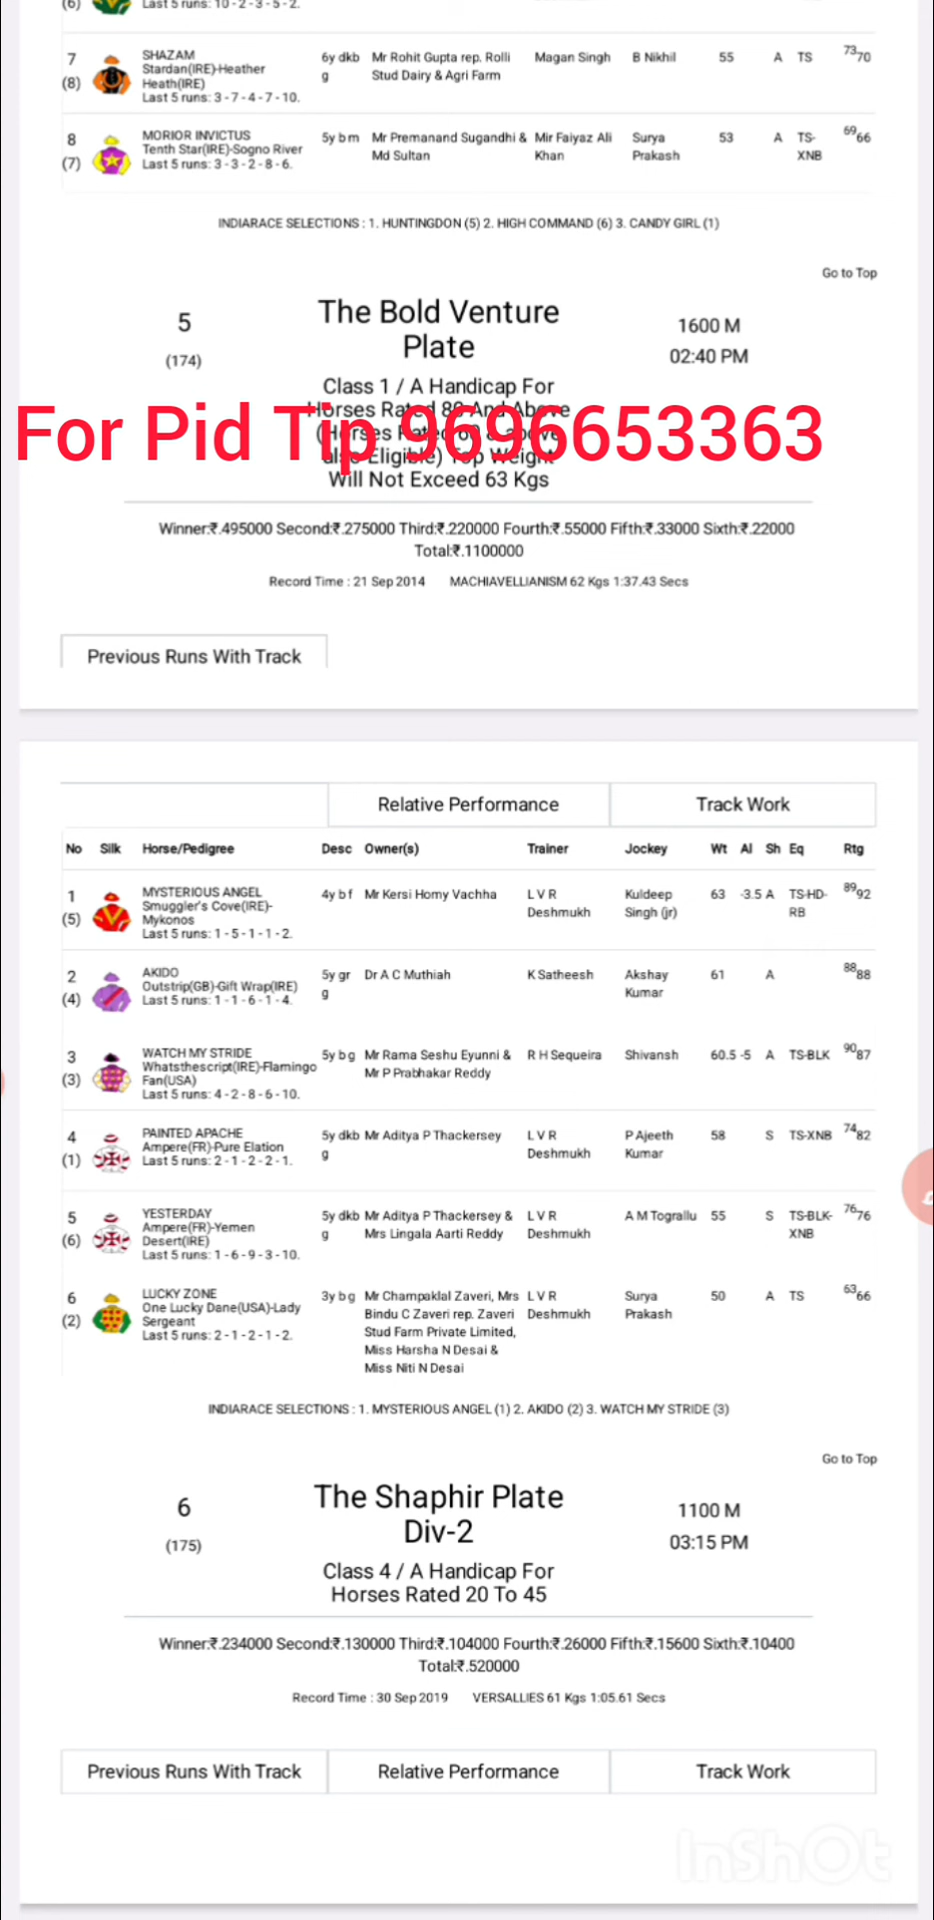 (6)
Last 5 runs: 10 - 2 - 3 - 5 - 2.
7 SHAZAM 6y dkb Mr Rohit Gupta rep. Rolli Magan Singh B Nikhil 55 A TS 7370
(8) Stardan(IRE)-Heather g Stud Dairy & Agri Farm
Heath(IRE)
Last 5 runs: 3 - 7 - 4 - 7 - 10.
8 MORIOR INVICTUS 5y b m Mr Premanand Sugandhi & Mir Faiyaz Ali Surya 53 A TS- 6966
(7) Tenth Star(IRE)-Sogno River Md Sultan Khan Prakash XNB
Last 5 runs: 3 - 3 - 2 - 8 - 6.
INDIARACE SELECTIONS : 1. HUNTINGDON (5) 2. HIGH COMMAND (6) 3. CANDY GIRL (1)
Go to Top
5 The Bold Venture 1600 M
(174) Plate 02:40 PM
Class 1 / A Handicap For
Horses Rated 80 And Above
For Pid Tip 9696653363
(Horses Rated 60 & above
also Eligible) Top Weight
Will Not Exceed 63 Kgs
Winner:₹.495000 Second:₹.275000 Third:₹.220000 Fourth:₹.55000 Fifth:₹.33000 Sixth:₹.22000
Total:₹.1100000
Record Time : 21 Sep 2014 MACHIAVELLIANISM 62 Kgs 1:37.43 Secs
Previous Runs With Track
Relative Performance Track Work
No Silk Horse/Pedigree Desc Owner(s) Trainer Jockey Wt Al Sh Eq Rtg
1 MYSTERIOUS ANGEL 4y b f Mr Kersi Homy Vachha L V R Kuldeep 63 -3.5 A TS-HD- 8992
(5) Smuggler's Cove(IRE)- Deshmukh Singh (jr) RB
Mykonos
Last 5 runs: 1 - 5 - 1 - 1 - 2.
2 AKIDO 5y gr Dr A C Muthiah K Satheesh Akshay 61 A 8888
(4) Outstrip(GB)-Gift Wrap(IRE) g Kumar
Last 5 runs: 1 - 1 - 6 - 1 - 4.
3 WATCH MY STRIDE 5y b g Mr Rama Seshu Eyunni & R H Sequeira Shivansh 60.5 -5 A TS-BLK 9087
(3) Whatsthescript(IRE)-Flamingo Mr P Prabhakar Reddy
Fan(USA)
Last 5 runs: 4 - 2 - 8 - 6 - 10.
4 PAINTED APACHE 5y dkb Mr Aditya P Thackersey L V R P Ajeeth 58 S TS-XNB 7482
(1) Ampere(FR)-Pure Elation g Deshmukh Kumar
Last 5 runs: 2 - 1 - 2 - 2 - 1.
5 YESTERDAY 5y dkb Mr Aditya P Thackersey & L V R A M Tograllu 55 S TS-BLK- 7676
(6) Ampere(FR)-Yemen g Mrs Lingala Aarti Reddy Deshmukh XNB
Desert(IRE)
Last 5 runs: 1 - 6 - 9 - 3 - 10.
6 LUCKY ZONE 3y b g Mr Champaklal Zaveri, Mrs L V R Surya 50 A TS 6366
(2) One Lucky Dane(USA)-Lady Bindu C Zaveri rep. Zaveri Deshmukh Prakash
Sergeant Stud Farm Private Limited,
Last 5 runs: 2 - 1 - 2 - 1 - 2. Miss Harsha N Desai &
Miss Niti N Desai
INDIARACE SELECTIONS : 1. MYSTERIOUS ANGEL (1) 2. AKIDO (2) 3. WATCH MY STRIDE (3)
Go to Top
6 The Shaphir Plate 1100 M
(175) Div-2 03:15 PM
Class 4 / A Handicap For
Horses Rated 20 To 45
Winner:₹.234000 Second:₹.130000 Third:₹.104000 Fourth:₹.26000 Fifth:₹.15600 Sixth:₹.10400
Total:₹.520000
Record Time : 30 Sep 2019 VERSALLIES 61 Kgs 1:05.61 Secs
Previous Runs With Track Relative Performance Track Work
InShOt